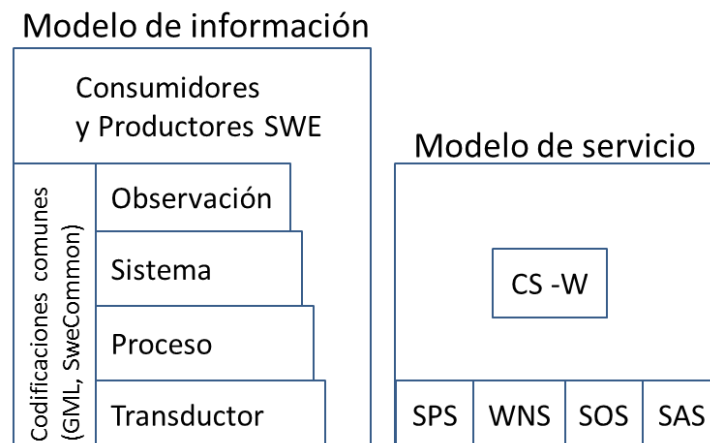 Modelo de información
Consumidores
y Productores SWE
Codificaciones comunes
(GML, SweCommon)
Observación
Sistema
Proceso
Transductor
Modelo de servicio
CS -W
SPS WNS SOS SAS